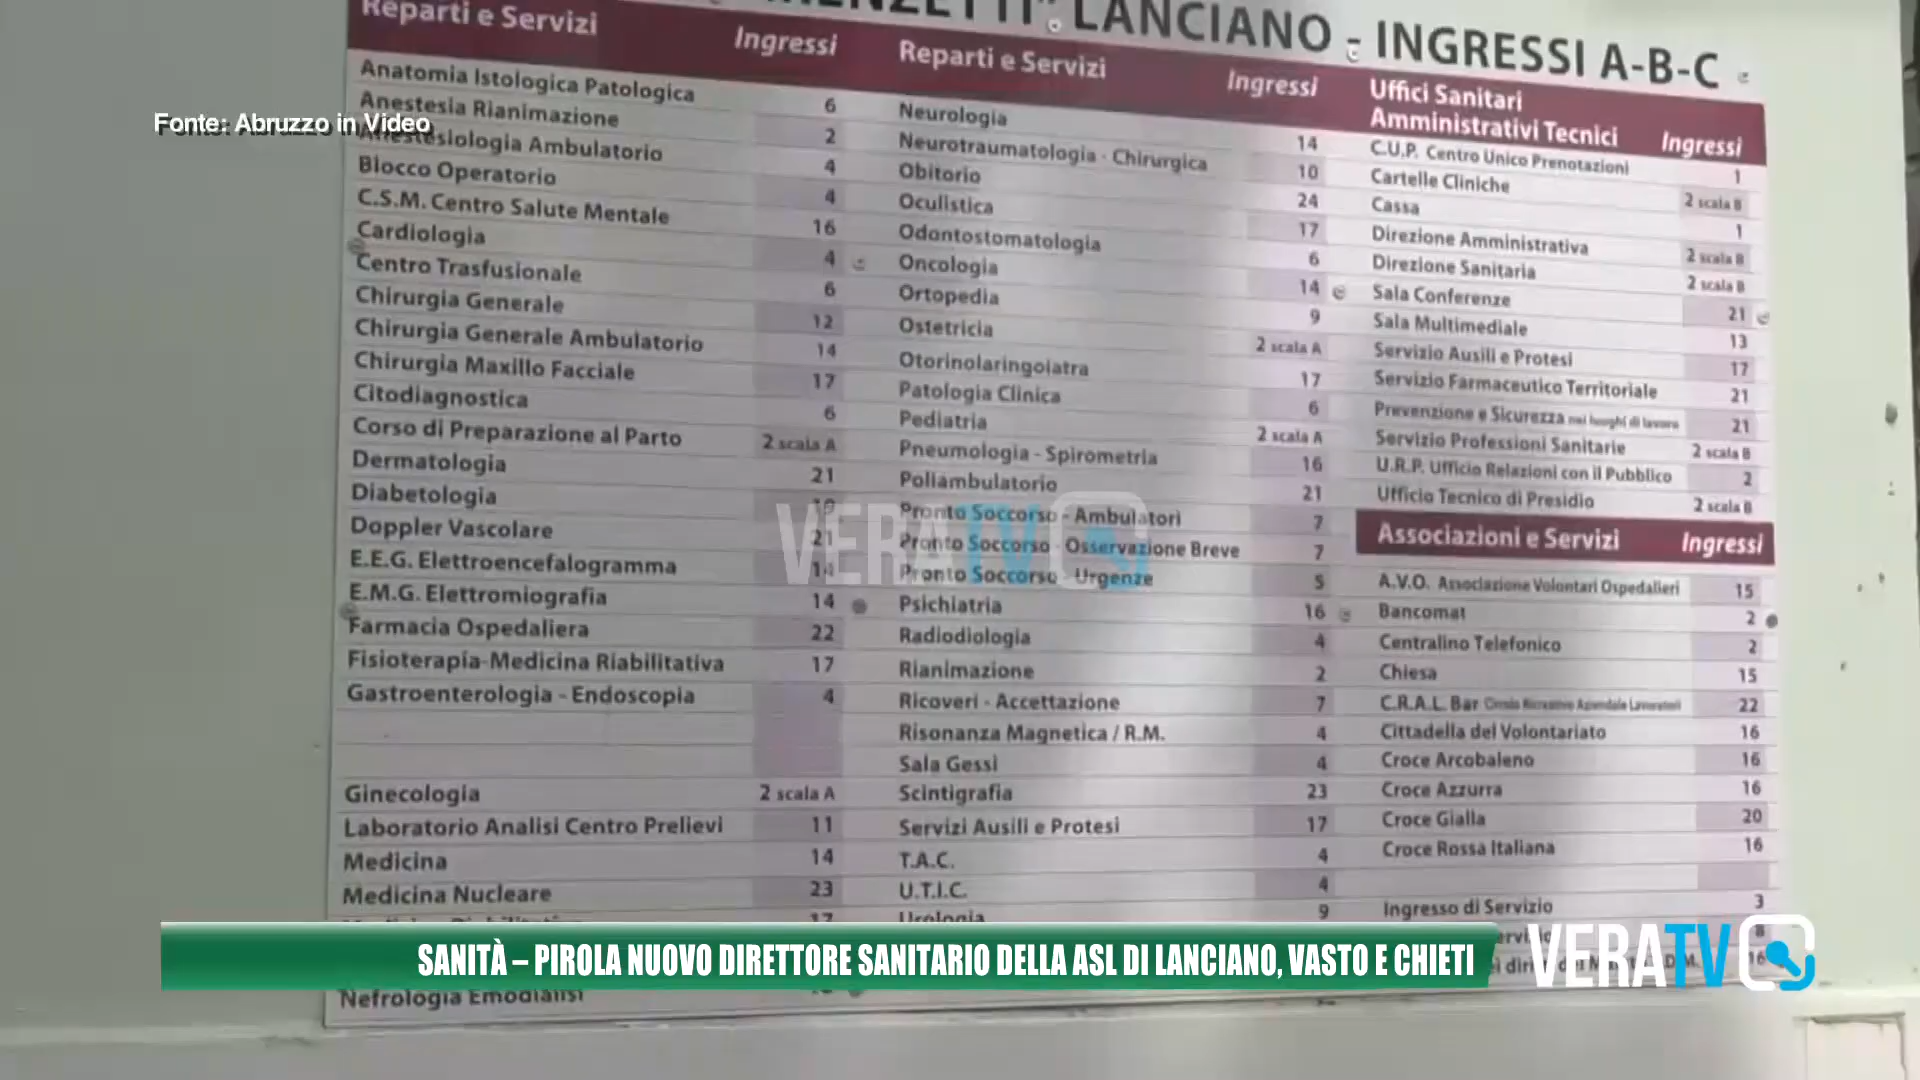 LANCIANO - INGRESSI A-B-C
Reparti e Servizi Ingressi
Anatomia Istologica Patologica 6
Anestesia Rianimazione 2
Anestesiologia Ambulatorio 4
Blocco Operatorio 4
C.S.M. Centro Salute Mentale 16
Cardiologia 4
Centro Trasfusionale 6
Chirurgia Generale 12
Chirurgia Generale Ambulatorio 14
Chirurgia Maxillo Facciale 17
Citodiagnostica 6
Corso di Preparazione al Parto 2 scala A
Dermatologia 21
Diabetologia
Doppler Vascolare 21
E.E.G. Elettroencefalogramma 14
E.M.G. Elettromiografia 14
Farmacia Ospedaliera 22
Fisioterapia-Medicina Riabilitativa 17
Gastroenterologia - Endoscopia 4
Ginecologia 2 scala A
Laboratorio Analisi Centro Prelievi 11
Medicina 14
Medicina Nucleare 23
17
Nefrologia Emodialisi
Reparti e Servizi Ingressi
Neurologia 14
Neurotraumatologia - Chirurgica 10
Obitorio 24
Oculistica 17
Odontostomatologia 6
Oncologia 14
Ortopedia 9
Ostetricia 2 scala A
Otorinolaringoiatra 17
Patologia Clinica 6
Pediatria 2 scala A
Pneumologia - Spirometria 16
Poliambulatorio 21
Pronto Soccorso - Ambulatori 7
Pronto Soccorso - Osservazione Breve 7
Pronto Soccorso - Urgenze 5
Psichiatria 16
Radiodiologia 4
Rianimazione 2
Ricoveri - Accettazione 7
Risonanza Magnetica / R.M. 4
Sala Gessi 4
Scintigrafia 23
Servizi Ausili e Protesi 17
T.A.C. 4
U.T.I.C. 4
Urologia 9
Uffici Sanitari
Amministrativi Tecnici Ingressi
C.U.P. Centro Unico Prenotazioni 1
Cartelle Cliniche 2 scala B
Cassa 1
Direzione Amministrativa 2 scala B
Direzione Sanitaria 2 scala B
Sala Conferenze 21
Sala Multimediale 13
Servizio Ausili e Protesi 17
Servizio Farmaceutico Territoriale 21
Prevenzione e Sicurezza nei luoghi di lavoro 21
Servizio Professioni Sanitarie 2 scala B
U.R.P. Ufficio Relazioni con il Pubblico 2
Ufficio Tecnico di Presidio 2 scala B
Associazioni e Servizi Ingressi
A.V.O. Associazione Volontari Ospedalieri 15
Bancomat 2
Centralino Telefonico 2
Chiesa 15
C.R.A.L. Bar Circolo Ricreativo Aziendale Lavoratori 22
Cittadella del Volontariato 16
Croce Arcobaleno 16
Croce Azzurra 16
Croce Gialla 20
Croce Rossa Italiana 16
Ingresso di Servizio 3
8
16
Fonte: Abruzzo in Video
VERATV
SANITÀ – PIROLA NUOVO DIRETTORE SANITARIO DELLA ASL DI LANCIANO, VASTO E CHIETI
VERATV